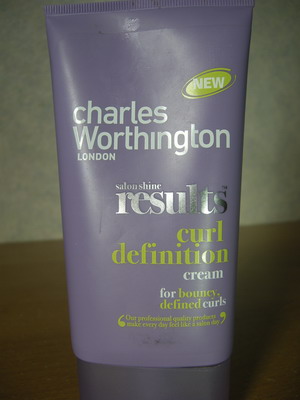 NEW
charles
Worthington
LONDON
salon shine
results™
curl
definition
cream
for bouncy,
defined curls
“Our professional quality products
make every day feel like a salon day”